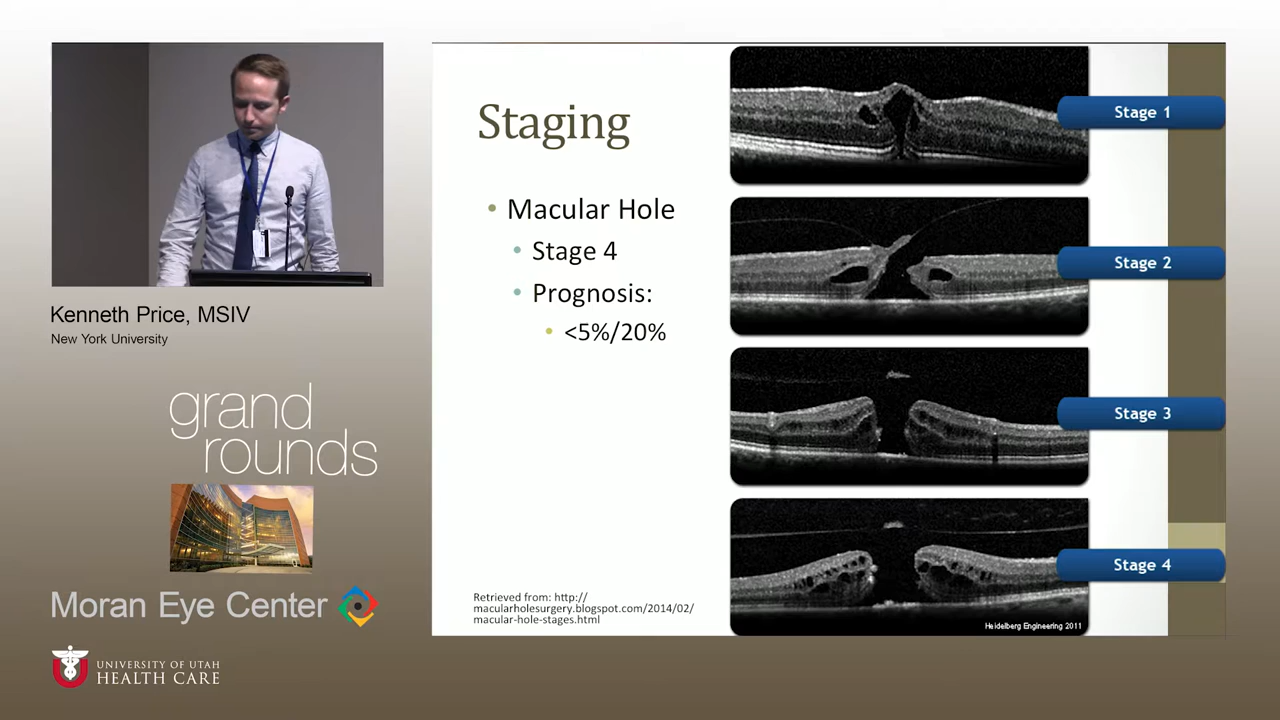 Kenneth Price, MSIV
New York University
grand
rounds
Moran Eye Center
UNIVERSITY OF UTAH
HEALTH CARE
Staging
• Macular Hole
• Stage 4
• Prognosis:
• <5%/20%
Retrieved from: http://
macularholesurgery.blogspot.com/2014/02/
macular-hole-stages.html
Stage 1
Stage 2
Stage 3
Stage 4
Heidelberg Engineering 2011